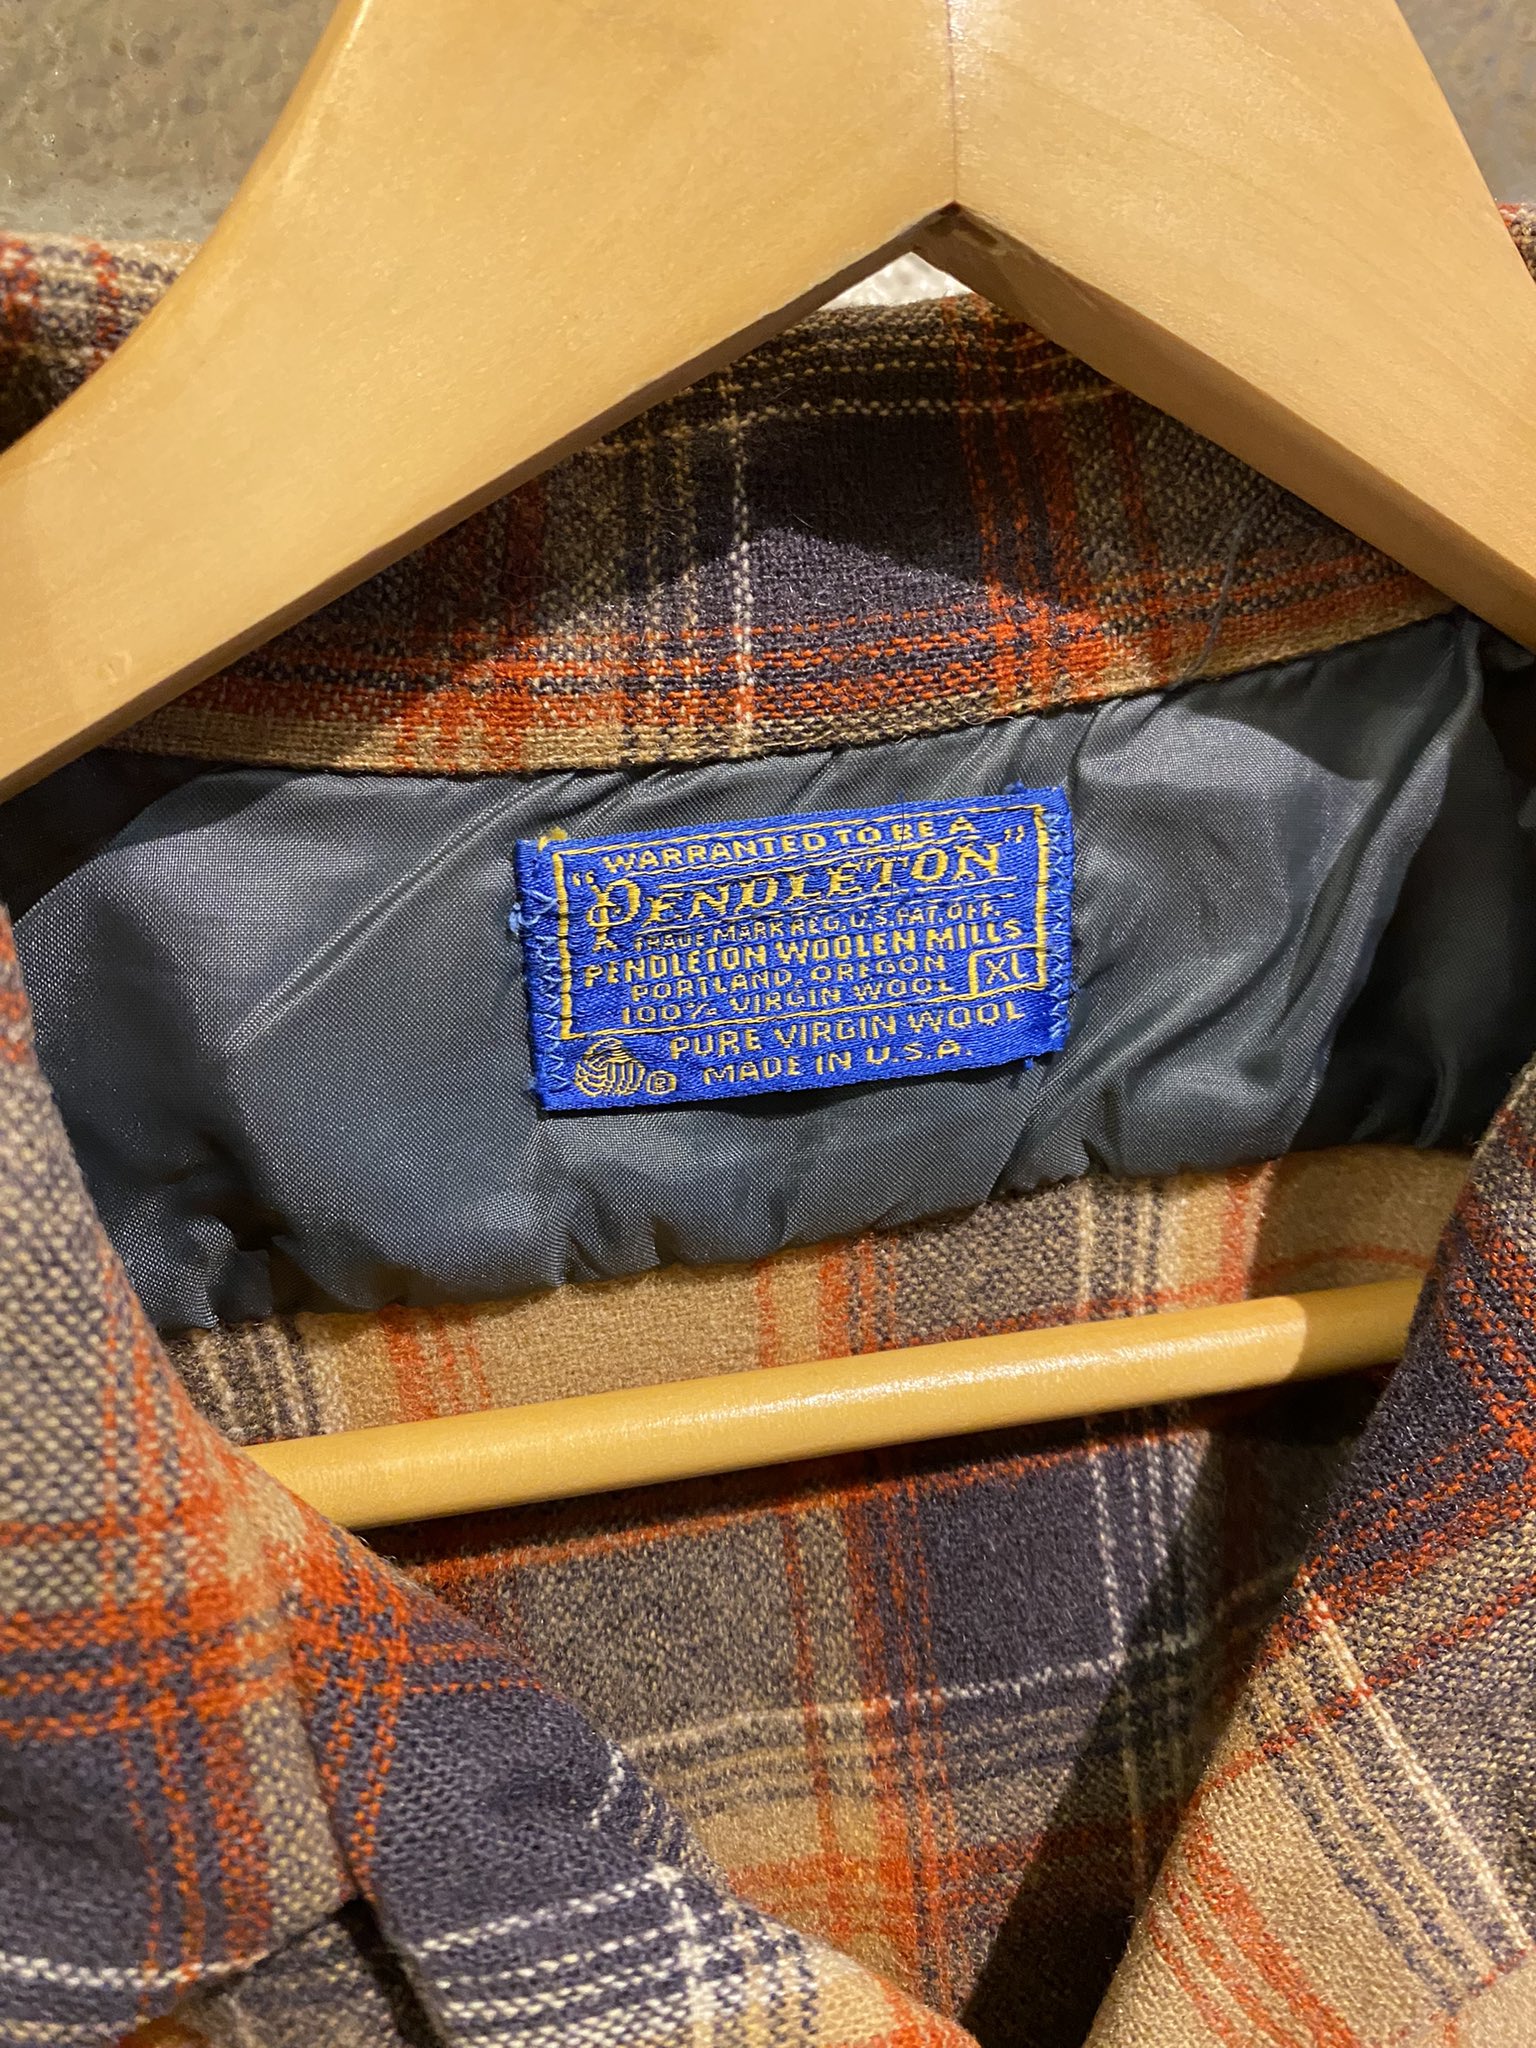 WARRANTED TO BE A
"PENDLETON"
TRADE MARK REG. U.S. PAT. OFF.
PENDLETON WOOLEN MILLS
PORTLAND, OREGON
100% VIRGIN WOOL
XL
PURE VIRGIN WOOL
® MADE IN U.S.A.